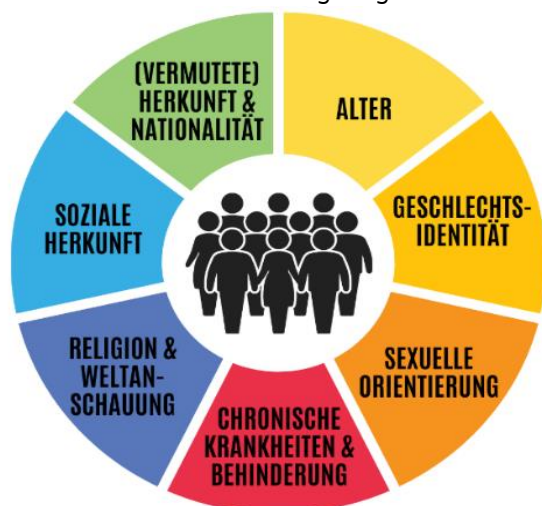 (VERMUTETE)
HERKUNFT &
NATIONALITÄT
ALTER
GESCHLECHTS-
IDENTITÄT
SEXUELLE
ORIENTIERUNG
CHRONISCHE
KRANKHEITEN &
BEHINDERUNG
RELIGION &
WELTAN-
SCHAUUNG
SOZIALE
HERKUNFT